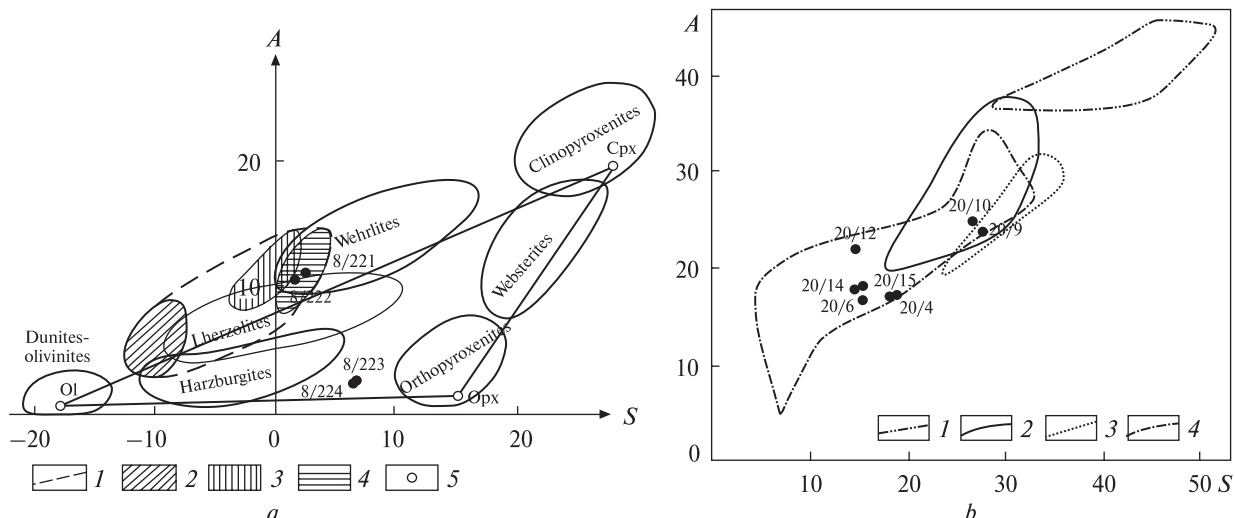 A
20
Clinopyroxenites
Cpx
Wehrlites
8/221
10
8/222
Websterites
Dunites-
olivinites
Lherzolites
Harzburgites
8/223
8/224
Orthopyroxenites
Ol
Opx
S
−20
−10
0
10
20
1
2
3
4
5
a
A
40
30
20
10
0
20/10
20/9
20/12
20/14
20/15
20/6
20/4
1
2
3
4
10
20
30
40
50
S
b